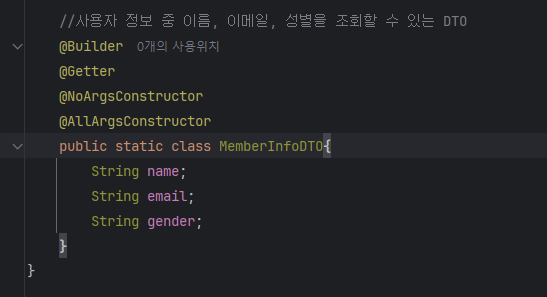 //사용자 정보 중 이름, 이메일, 성별을 조회할 수 있는 DTO
@Builder 0개의 사용위치
@Getter
@NoArgsConstructor
@AllArgsConstructor
public static class MemberInfoDTO{
String name;
String email;
String gender;
}
}